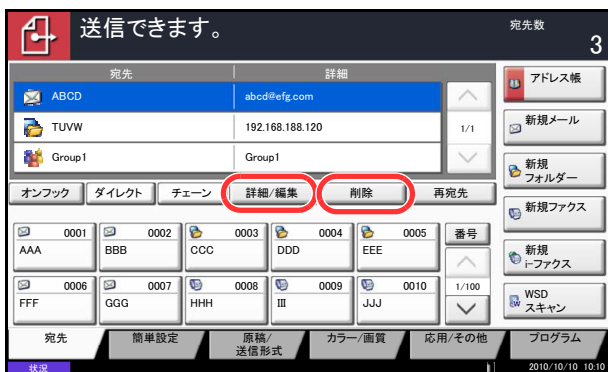 送信できます。
宛先数
3
宛先 詳細
ABCD abcd@efg.com
TUVW 192.168.188.120
Group1 Group1
1/1
アドレス帳
新規メール
新規
フォルダー
新規ファクス
新規
i-ファクス
WSD
スキャン
オンフック ダイレクト チェーン 詳細/編集 削除 再宛先
0001 0002 0003 0004 0005 番号
AAA BBB CCC DDD EEE
0006 0007 0008 0009 0010 1/100
FFF GGG HHH III JJJ
宛先 簡単設定 原稿/
送信形式 カラー/画質 応用/その他 プログラム
状況 2010/10/10 10:10